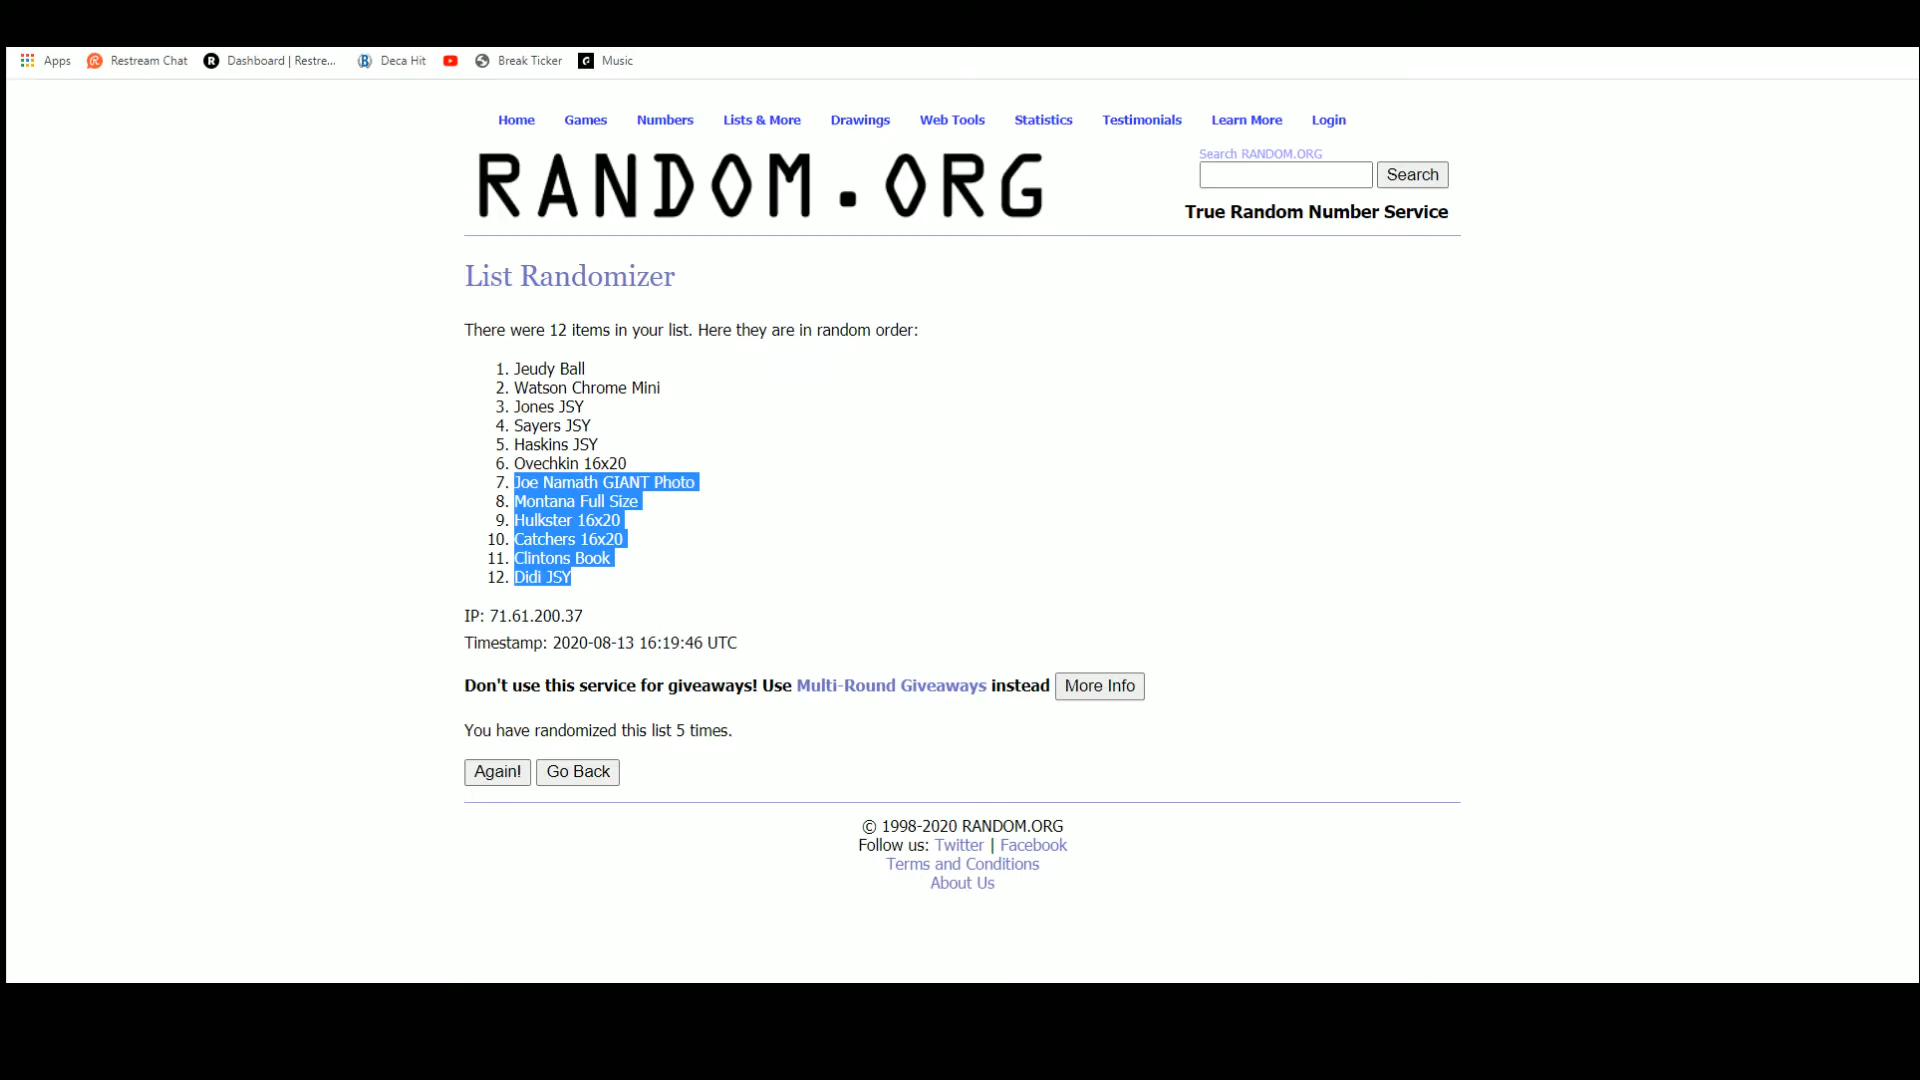 Apps Restream Chat Dashboard | Restre... Deca Hit Break Ticker Music
Home Games Numbers Lists & More Drawings Web Tools Statistics Testimonials Learn More Login
RANDOM.ORG
Search RANDOM.ORG
Search
True Random Number Service
List Randomizer
There were 12 items in your list. Here they are in random order:
1. Jeudy Ball
2. Watson Chrome Mini
3. Jones JSY
4. Sayers JSY
5. Haskins JSY
6. Ovechkin 16x20
7. Joe Namath GIANT Photo
8. Montana Full Size
9. Hulkster 16x20
10. Catchers 16x20
11. Clintons Book
12. Didi JSY
IP: 71.61.200.37
Timestamp: 2020-08-13 16:19:46 UTC
Don't use this service for giveaways! Use Multi-Round Giveaways instead More Info
You have randomized this list 5 times.
Again! Go Back
© 1998-2020 RANDOM.ORG
Follow us: Twitter | Facebook
Terms and Conditions
About Us